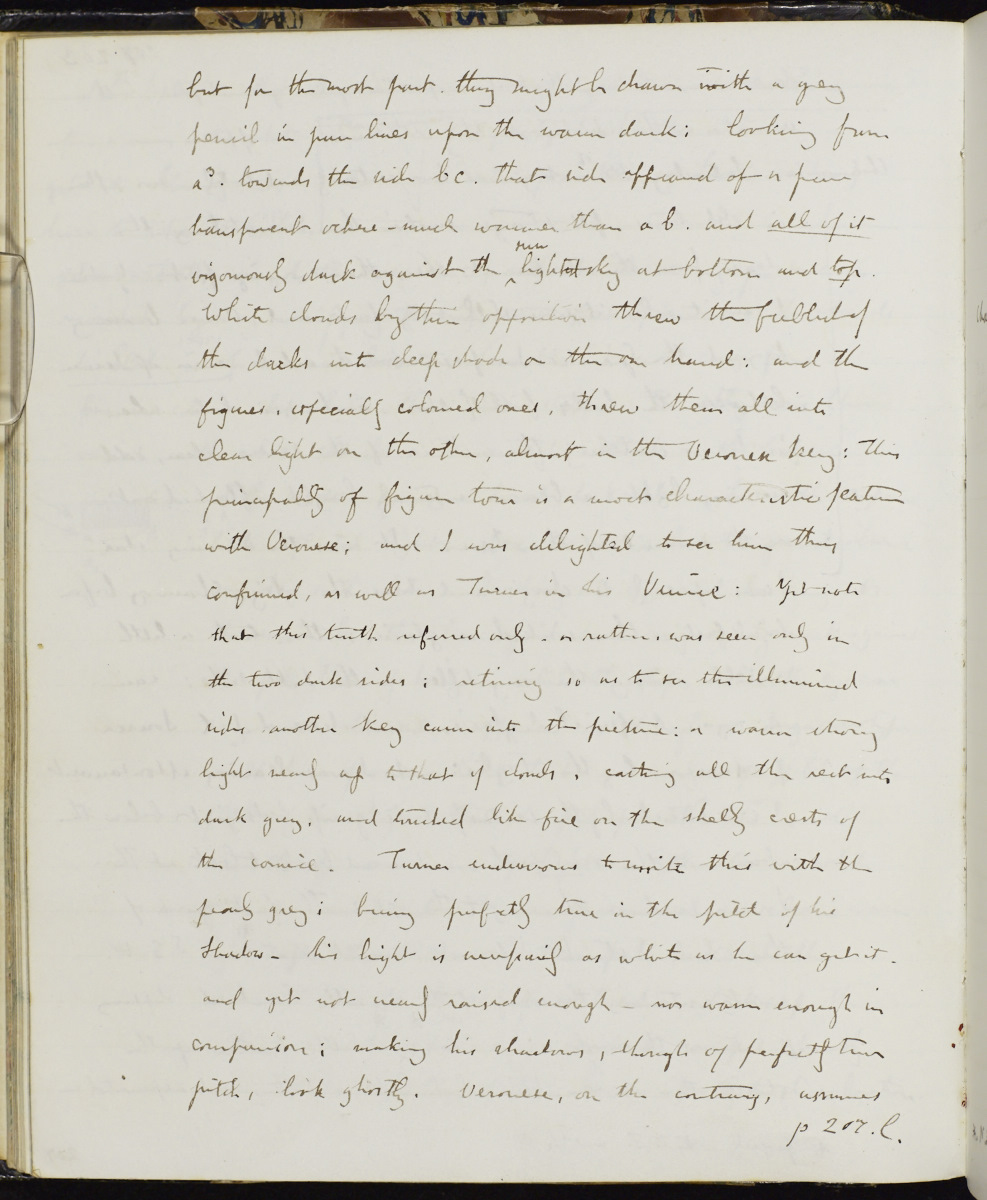 but for the most part. they might be drawn with a grey
pencil in pure lines upon the warm dark: looking from
a³. towards the side bc. that side appeared of a pure
transparent ochre - much warmer than a b. and all of it
vigorously dark against the ^sun lighted sky at bottom and top.
White clouds by their opposition threw the feeblest of
the darks into deep shade on the one hand: and the
figures, especially coloured ones, threw them all into
clear light on the other, almost in the Veronese key: This
principality of figure tone is a most characteristic feature
with Veronese; and I was delighted to see him thus
confirmed, as well as Turner in his Venice: Yet note
that this truth referred only - or rather, was seen only in
the two dark sides; retiring so as to see the illumined
sides another key came into the picture: a warm strong
light nearly up to that of clouds, casting all the rest into
dark grey, and touched like fire on the shelly crests of
the cornice. Turner endeavours to unite this with the
pearly grey; being perfectly true in the pitch of his
Shadow - his light is unsparingly as white as he can get it -
and yet not nearly raised enough - nor warm enough in
comparison; making his shadows, though of perfectly true
pitch, look ghostly. Veronese, on the contrary, assumes
p 207. l.